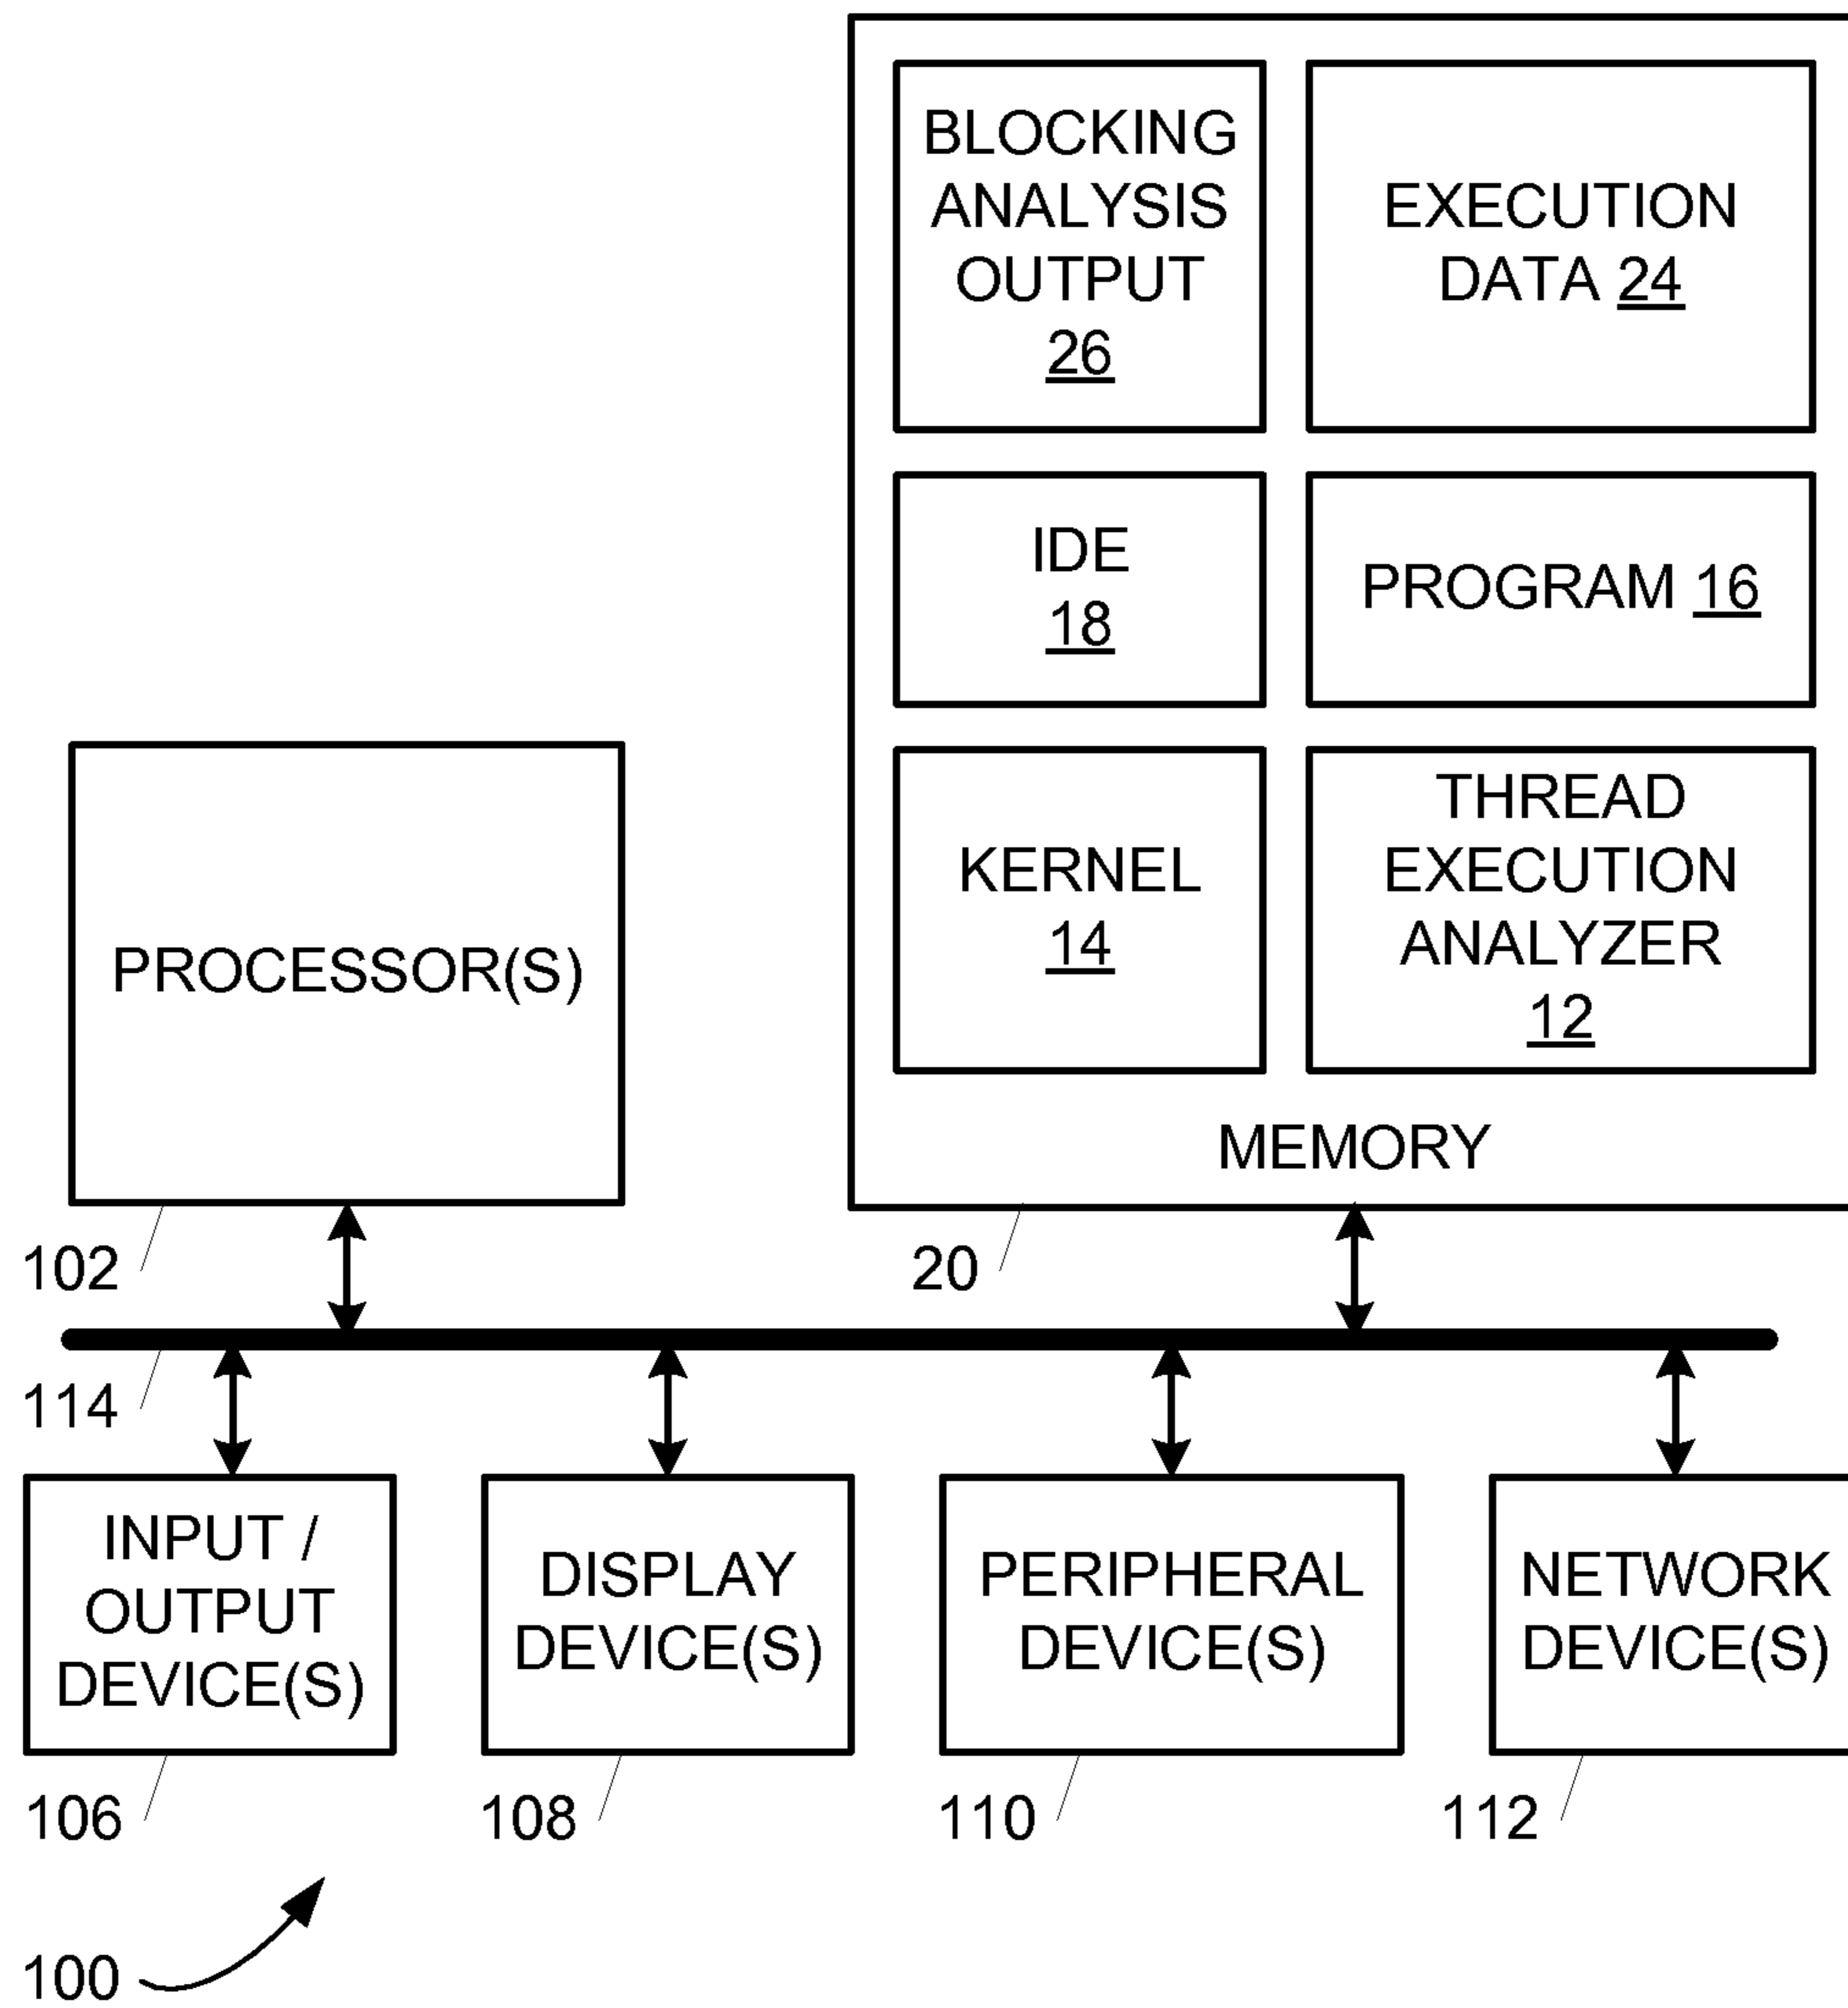 BLOCKING
ANALYSIS
OUTPUT
26
EXECUTION
DATA 24
IDE
18
PROGRAM 16
KERNEL
14
THREAD
EXECUTION
ANALYZER
12
MEMORY
PROCESSOR(S)
102
20
114
INPUT /
OUTPUT
DEVICE(S)
DISPLAY
DEVICE(S)
PERIPHERAL
DEVICE(S)
NETWORK
DEVICE(S)
106
108
110
112
100